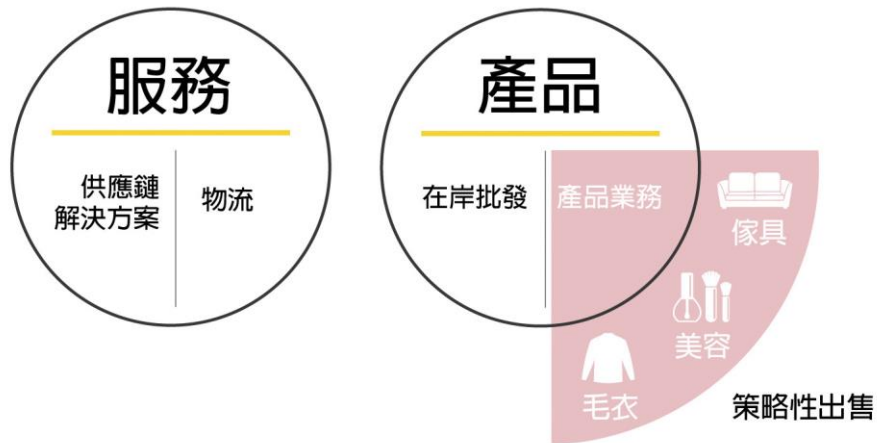 服務
供應鏈
解決方案
物流
產品
在岸批發
產品業務
傢具
美容
毛衣
策略性出售